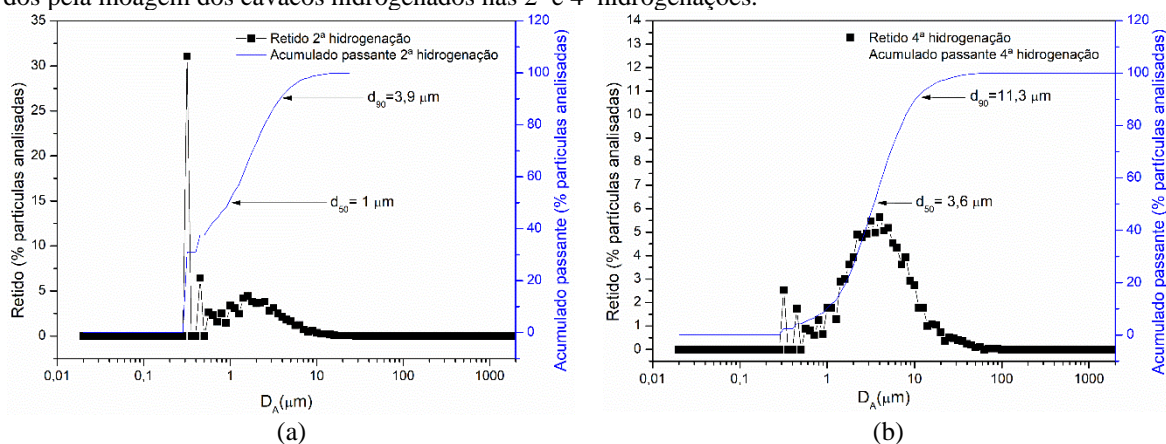 dos pela moagem dos cavacos hidrogenados nas 2ª e 4ª hidrogenações.
Retido 2ª hidrogenação
Acumulado passante 2ª hidrogenação
d90=3,9 µm
d50= 1 µm
Retido (% partículas analisadas)
35
30
25
20
15
10
5
0
Acumulado passante (% partículas analisadas)
120
100
80
60
40
20
0
0,01 0,1 1 10 100 1000
DA(µm)
(a)
Retido 4ª hidrogenação
Acumulado passante 4ª hidrogenação
d90=11,3 µm
d50= 3,6 µm
Retido (% partículas analisadas)
14
13
12
11
10
9
8
7
6
5
4
3
2
1
0
Acumulado passante (% partículas analisadas)
120
100
80
60
40
20
0
0,01 0,1 1 10 100 1000
DA(µm)
(b)